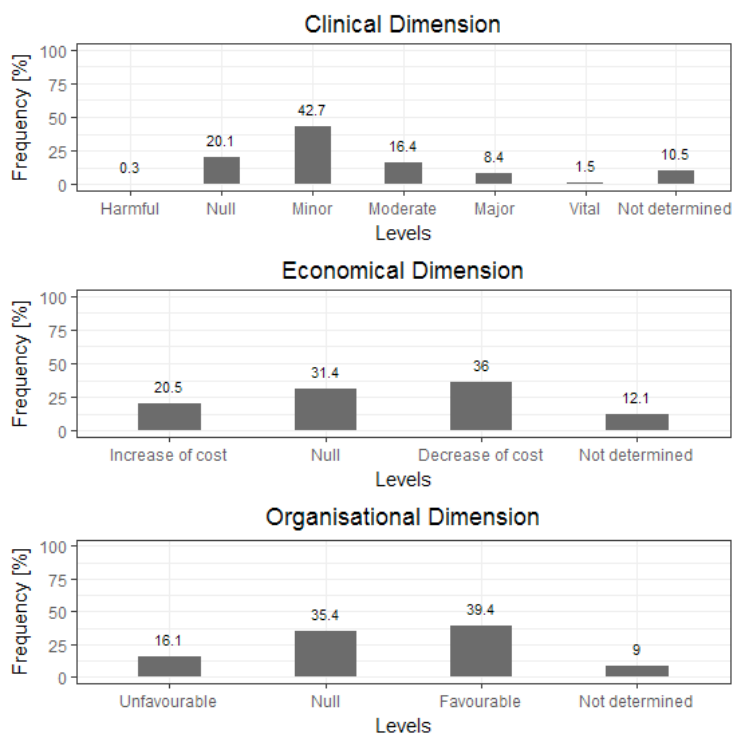 Clinical Dimension
Frequency [%]
100
75
50
25
0
0.3
20.1
42.7
16.4
8.4
1.5
10.5
Harmful Null Minor Moderate Major Vital Not determined
Levels
Economical Dimension
Frequency [%]
100
75
50
25
0
20.5
31.4
36
12.1
Increase of cost Null Decrease of cost Not determined
Levels
Organisational Dimension
Frequency [%]
100
75
50
25
0
16.1
35.4
39.4
9
Unfavourable Null Favourable Not determined
Levels